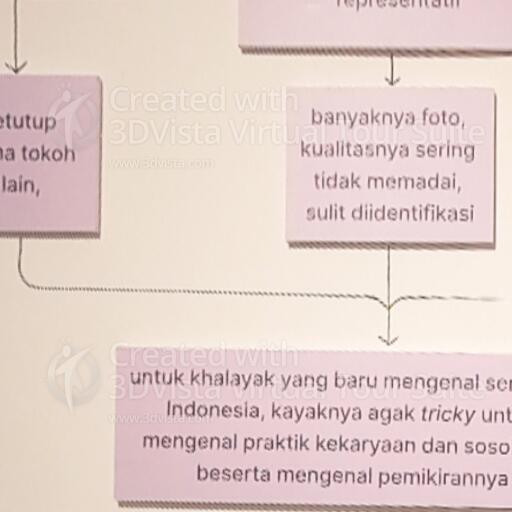 representatif
etutup
na tokoh
lain,
banyaknya foto,
kualitasnya sering
tidak memadai,
sulit diidentifikasi
untuk khalayak yang baru mengenal sen
Indonesia, kayaknya agak tricky unt
mengenal praktik kekaryaan dan soso
beserta mengenal pemikirannya
Created with
3DVista Virtual Tour Suite
www.3dvista.com
Created with
3DVista Virtual Tour Suite
www.3dvista.com